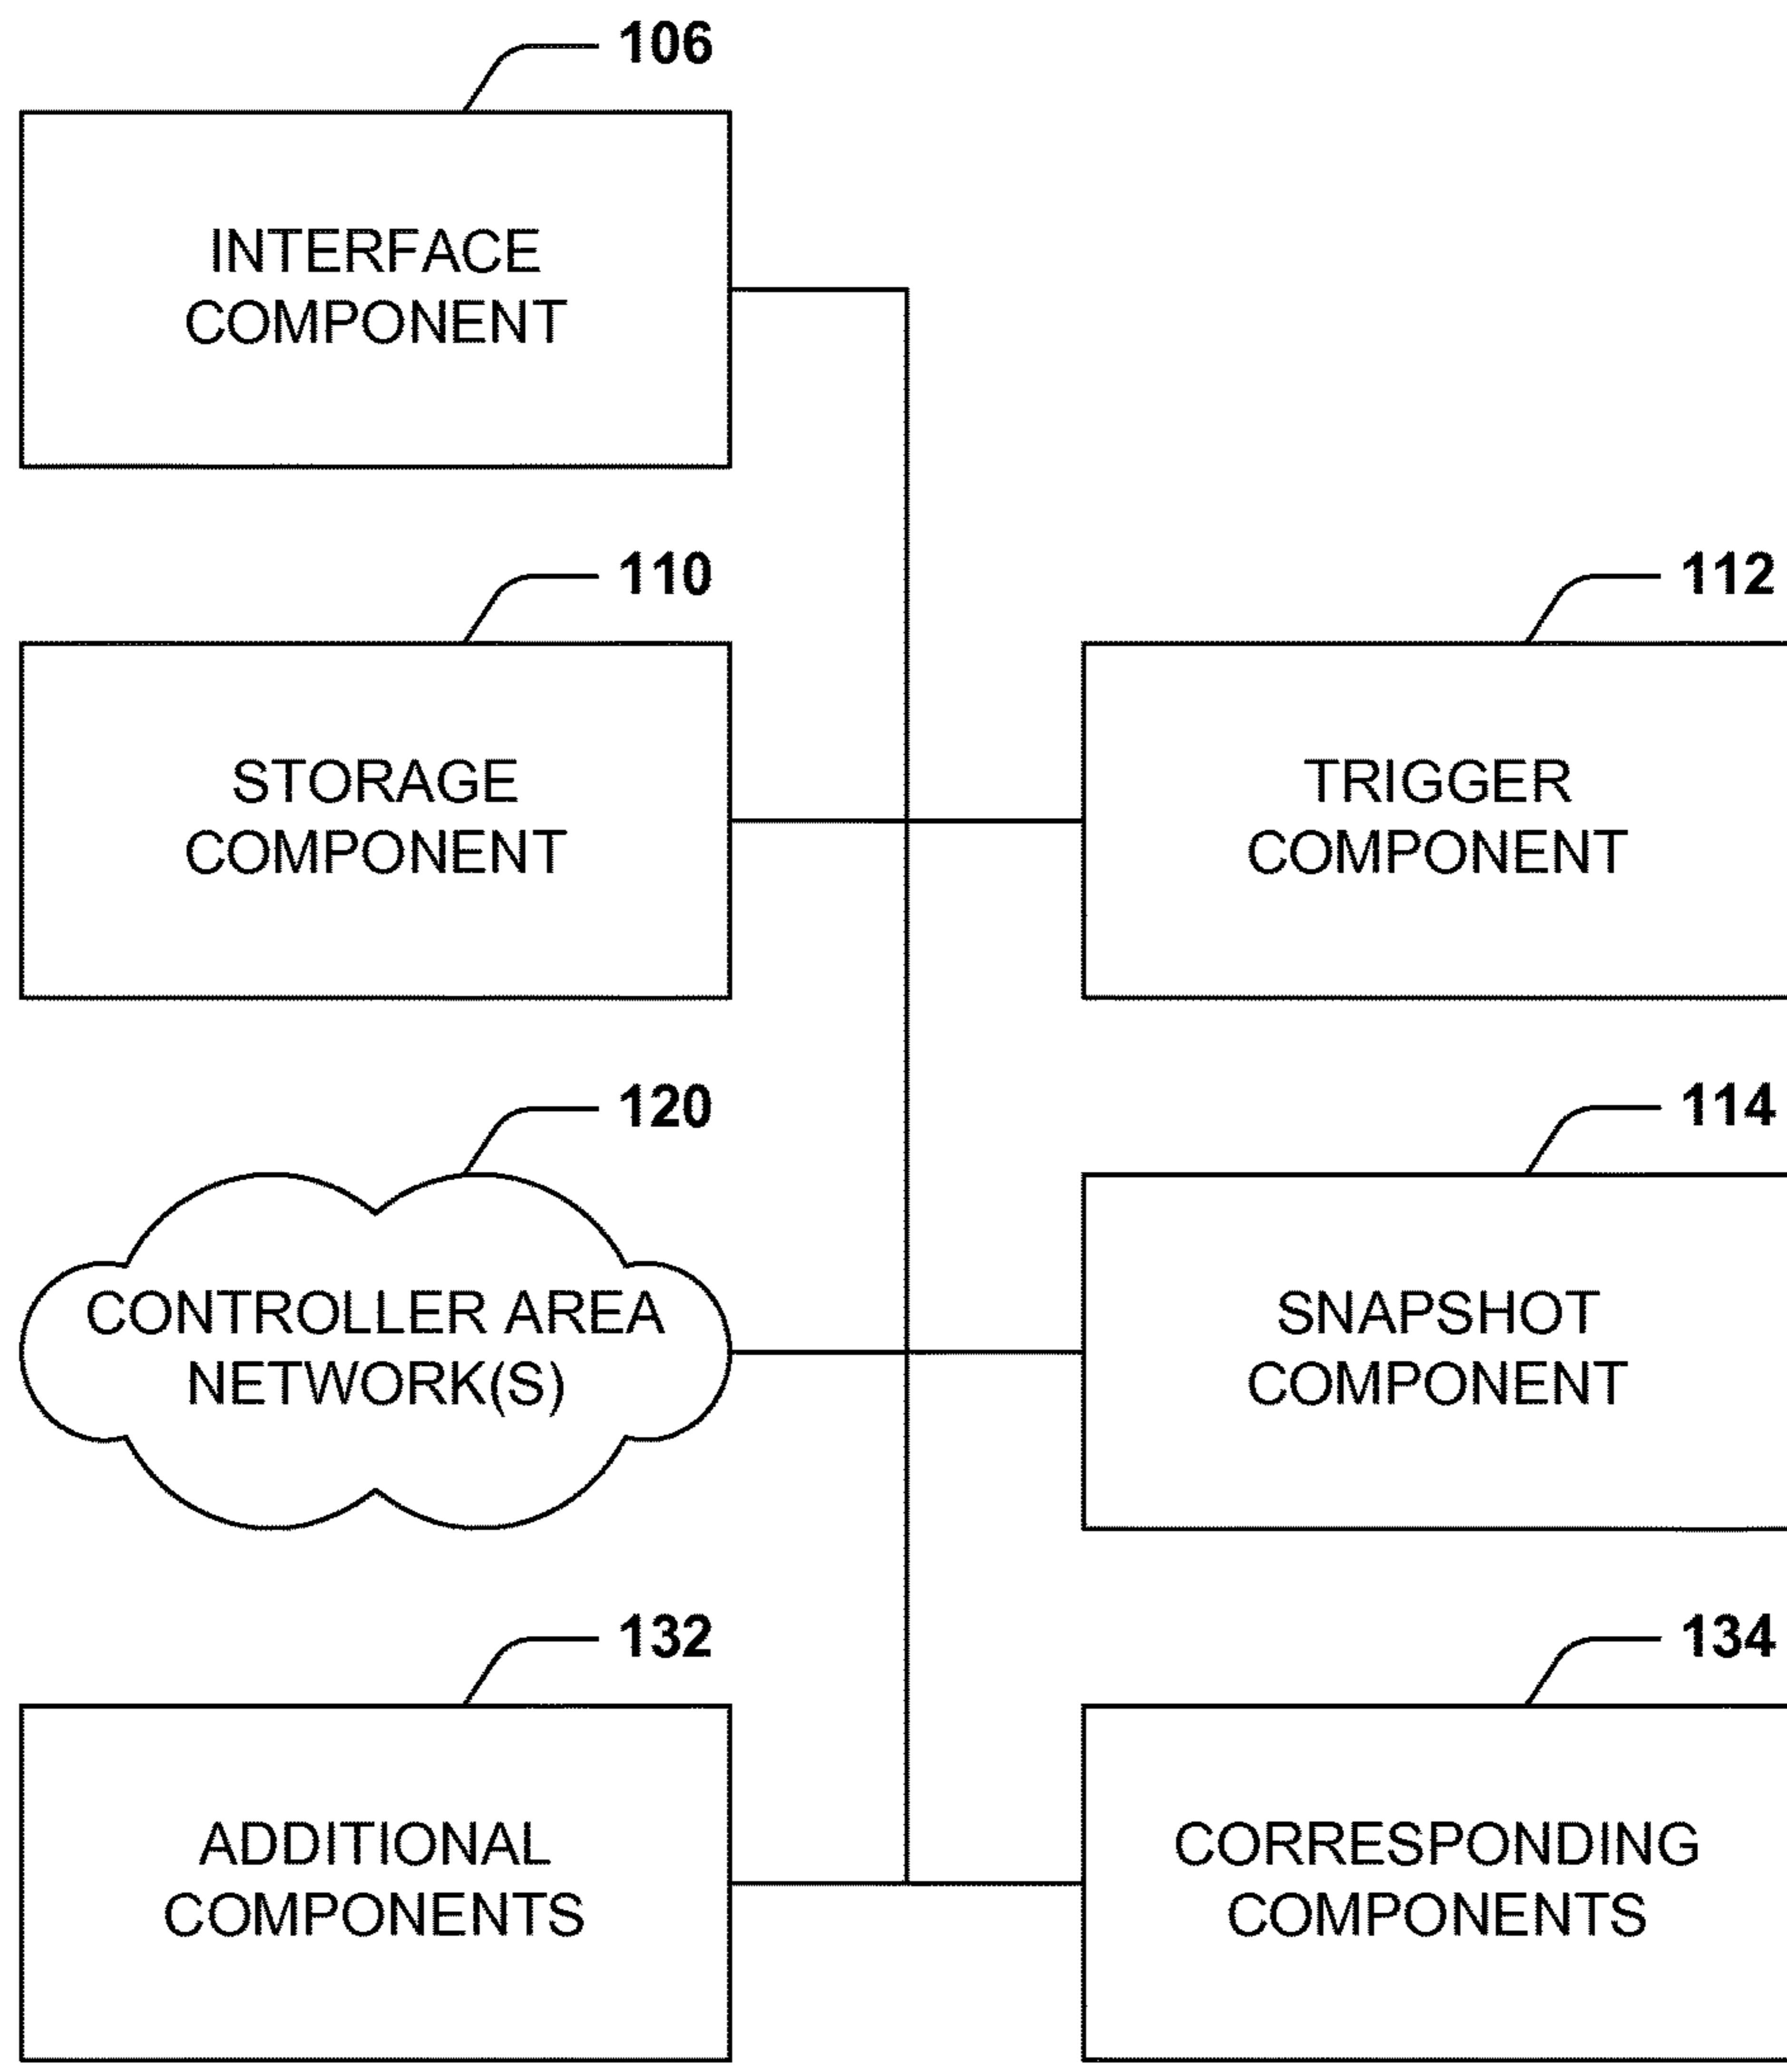 106
INTERFACE
COMPONENT
110
STORAGE
COMPONENT
112
TRIGGER
COMPONENT
120
CONTROLLER AREA
NETWORK(S)
114
SNAPSHOT
COMPONENT
132
ADDITIONAL
COMPONENTS
134
CORRESPONDING
COMPONENTS